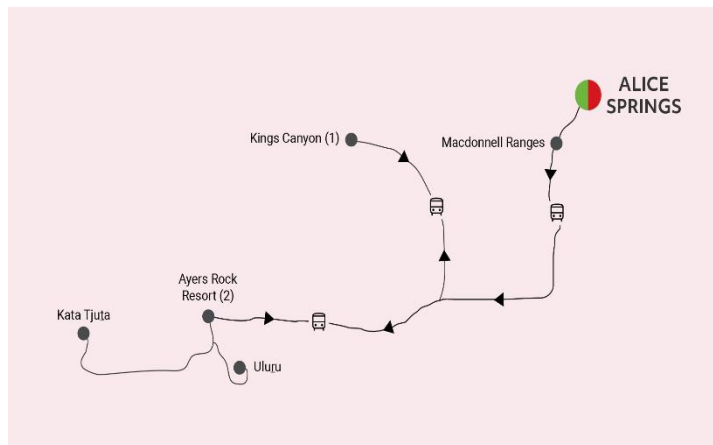 ALICE
SPRINGS
Kings Canyon (1)
Macdonnell Ranges
Ayers Rock
Resort (2)
Kata Tjuṯa
Uluṟu